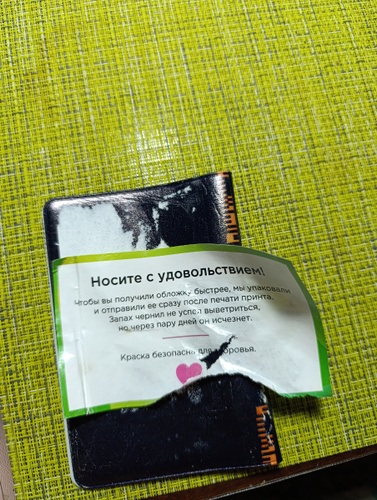 Носите с удовольствием!
Чтобы вы получили обложку быстрее, мы упаковали
и отправили ее сразу после печати принта.
Запах чернил не успел выветриться,
но через пару дней он исчезнет.
Краска безопасна для здоровья.